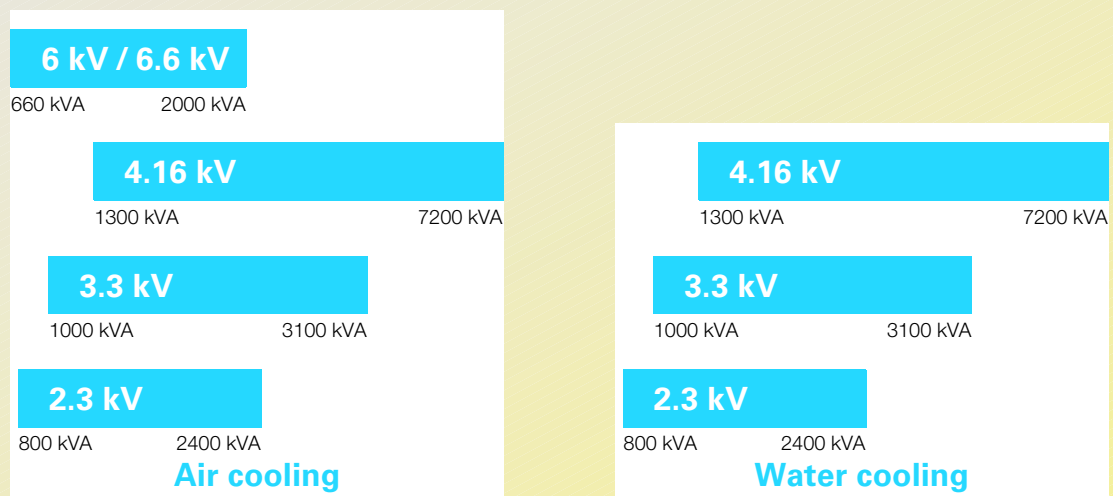 6 kV / 6.6 kV
660 kVA 2000 kVA
4.16 kV
1300 kVA 7200 kVA
3.3 kV
1000 kVA 3100 kVA
2.3 kV
800 kVA 2400 kVA
Air cooling
4.16 kV
1300 kVA 7200 kVA
3.3 kV
1000 kVA 3100 kVA
2.3 kV
800 kVA 2400 kVA
Water cooling